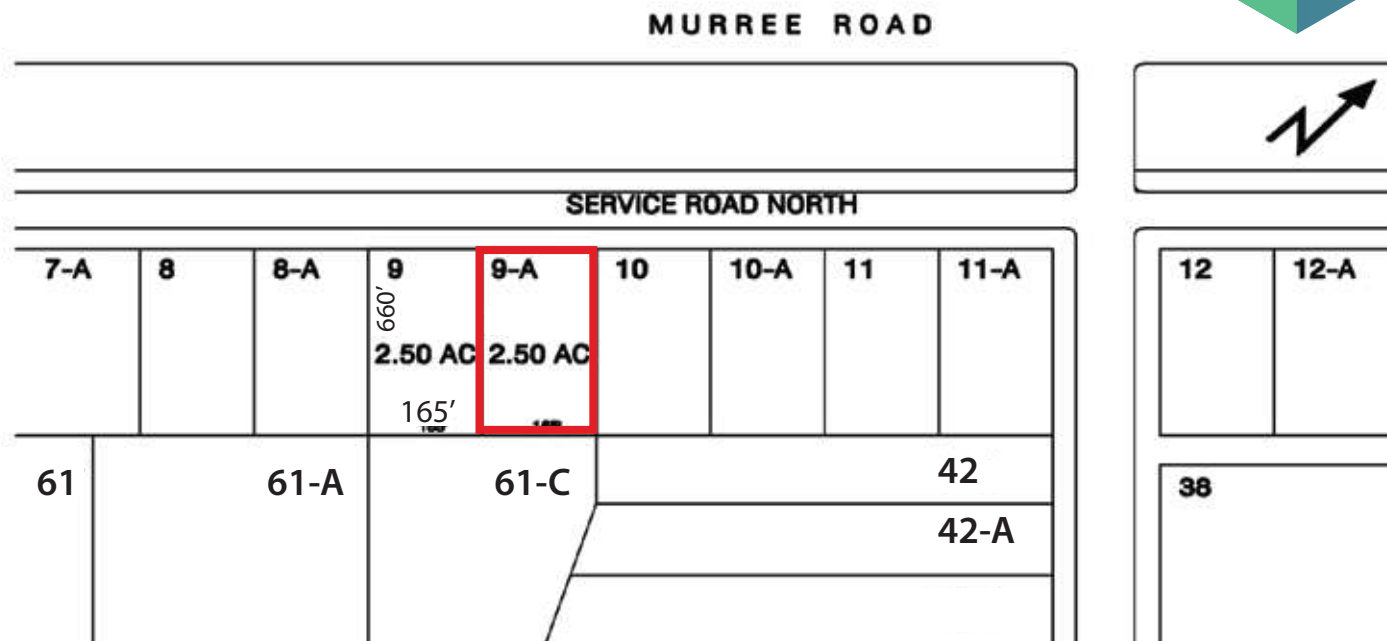 MURREE ROAD
SERVICE ROAD NORTH
7-A
8
8-A
9
9-A
10
10-A
11
11-A
12
12-A
660'
2.50 AC
2.50 AC
165'
61
61-A
61-C
42
38
42-A